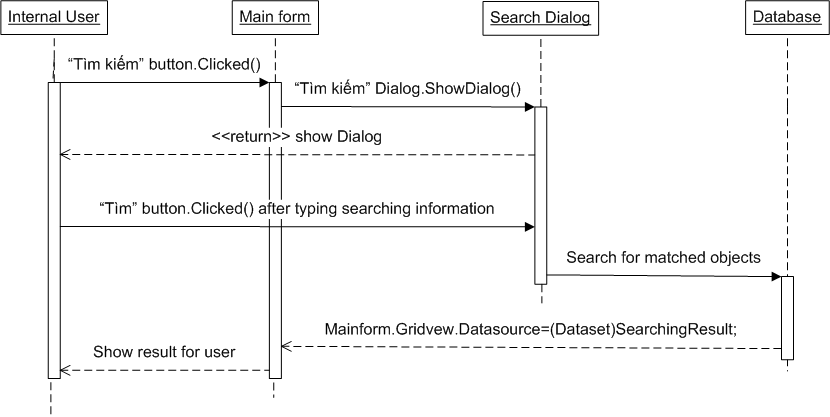 Internal User
Main form
Search Dialog
Database
“Tìm kiếm” button.Clicked()
“Tìm kiếm” Dialog.ShowDialog()
<<return>> show Dialog
“Tìm” button.Clicked() after typing searching information
Search for matched objects
Mainform.Gridvew.Datasource=(Dataset)SearchingResult;
Show result for user